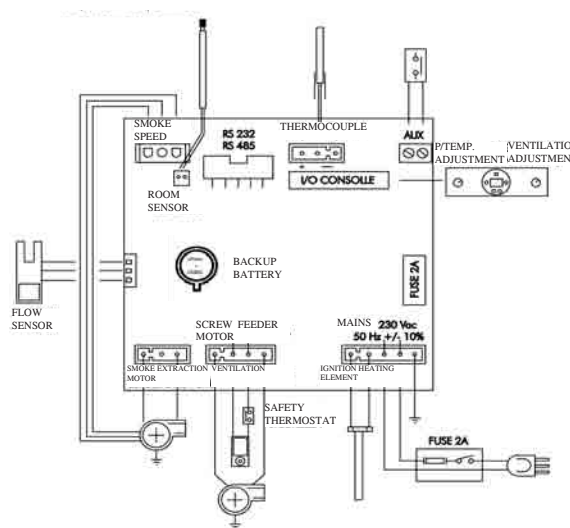 SMOKE
SPEED
RS 232
RS 485
THERMOCOUPLE
AUX
P/TEMP.
ADJUSTMENT
VENTILATION
ADJUSTMENT
I/O CONSOLLE
ROOM
SENSOR
BACKUP
BATTERY
FUSE 2A
FLOW
SENSOR
SCREW FEEDER
MOTOR
MAINS
230 Vac
50 Hz +/- 10%
SMOKE EXTRACTION
MOTOR
VENTILATION
IGNITION HEATING
ELEMENT
SAFETY
THERMOSTAT
FUSE 2A